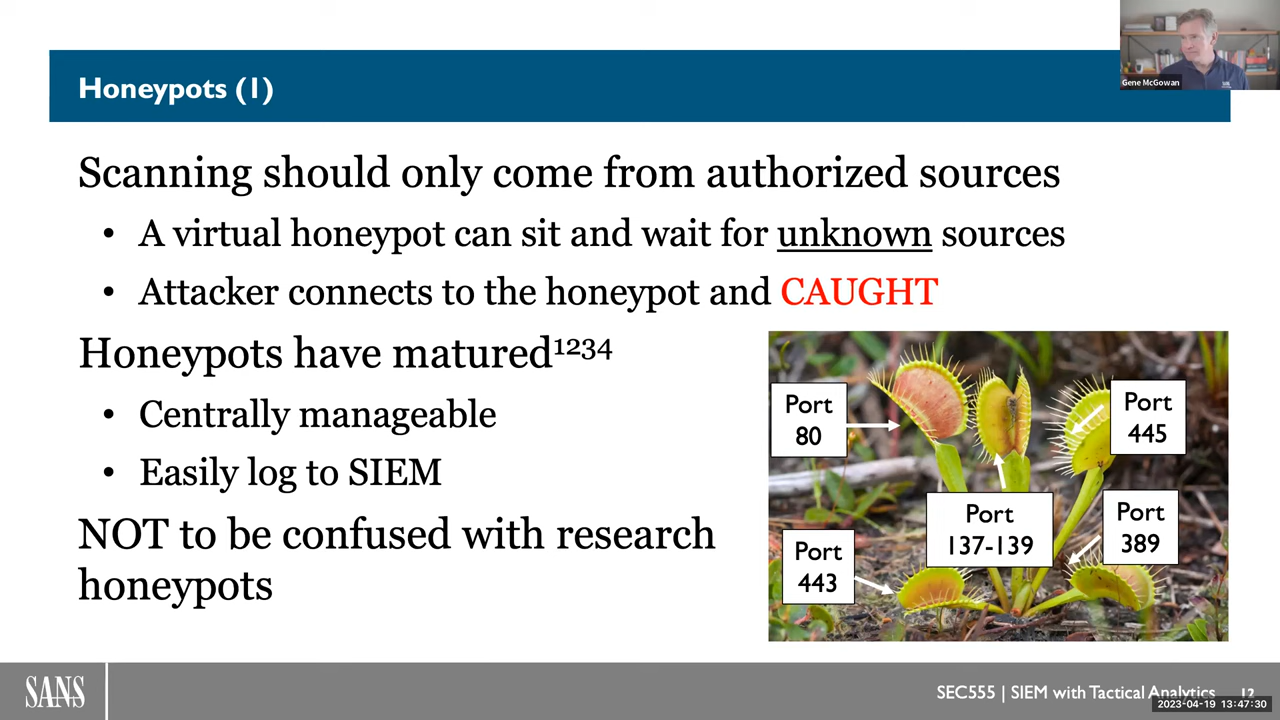 Gene McGowan
Honeypots (1)
Scanning should only come from authorized sources
• A virtual honeypot can sit and wait for unknown sources
• Attacker connects to the honeypot and CAUGHT
Honeypots have matured¹²³⁴
• Centrally manageable
• Easily log to SIEM
NOT to be confused with research
honeypots
Port
80
Port
445
Port
137-139
Port
389
Port
443
SANS
SEC555 | SIEM with Tactical Analytics 12
2023-04-19 13:47:30